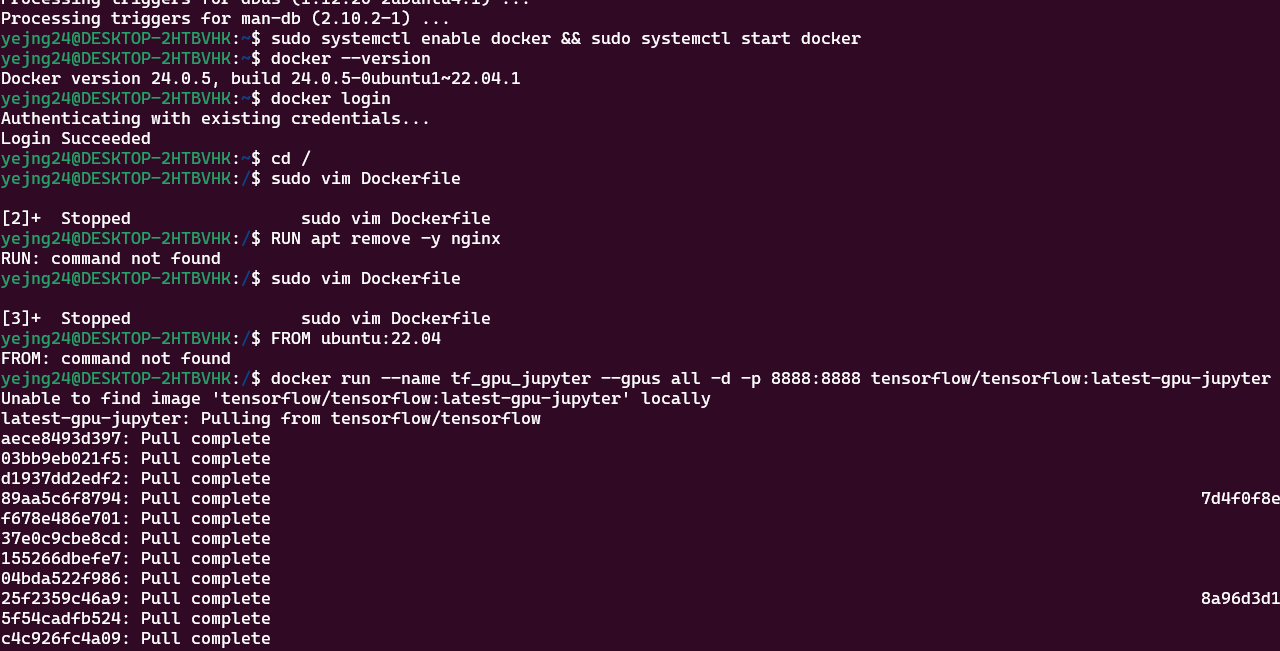 Processing triggers for dbus (1.12.20-2ubuntu4.1) ...
Processing triggers for man-db (2.10.2-1) ...
yejng24@DESKTOP-2HTBVHK:~$ sudo systemctl enable docker && sudo systemctl start docker
yejng24@DESKTOP-2HTBVHK:~$ docker --version
Docker version 24.0.5, build 24.0.5-0ubuntu1~22.04.1
yejng24@DESKTOP-2HTBVHK:~$ docker login
Authenticating with existing credentials...
Login Succeeded
yejng24@DESKTOP-2HTBVHK:~$ cd /
yejng24@DESKTOP-2HTBVHK:/$ sudo vim Dockerfile
[2]+  Stopped                 sudo vim Dockerfile
yejng24@DESKTOP-2HTBVHK:/$ RUN apt remove -y nginx
RUN: command not found
yejng24@DESKTOP-2HTBVHK:/$ sudo vim Dockerfile
[3]+  Stopped                 sudo vim Dockerfile
yejng24@DESKTOP-2HTBVHK:/$ FROM ubuntu:22.04
FROM: command not found
yejng24@DESKTOP-2HTBVHK:/$ docker run --name tf_gpu_jupyter --gpus all -d -p 8888:8888 tensorflow/tensorflow:latest-gpu-jupyter
Unable to find image 'tensorflow/tensorflow:latest-gpu-jupyter' locally
latest-gpu-jupyter: Pulling from tensorflow/tensorflow
aece8493d397: Pull complete
03bb9eb021f5: Pull complete
d1937dd2edf2: Pull complete
89aa5c6f8794: Pull complete 7d4f0f8e
f678e486e701: Pull complete
37e0c9cbe8cd: Pull complete
155266dbefe7: Pull complete
04bda522f986: Pull complete
25f2359c46a9: Pull complete 8a96d3d1
5f54cadfb524: Pull complete
c4c926fc4a09: Pull complete